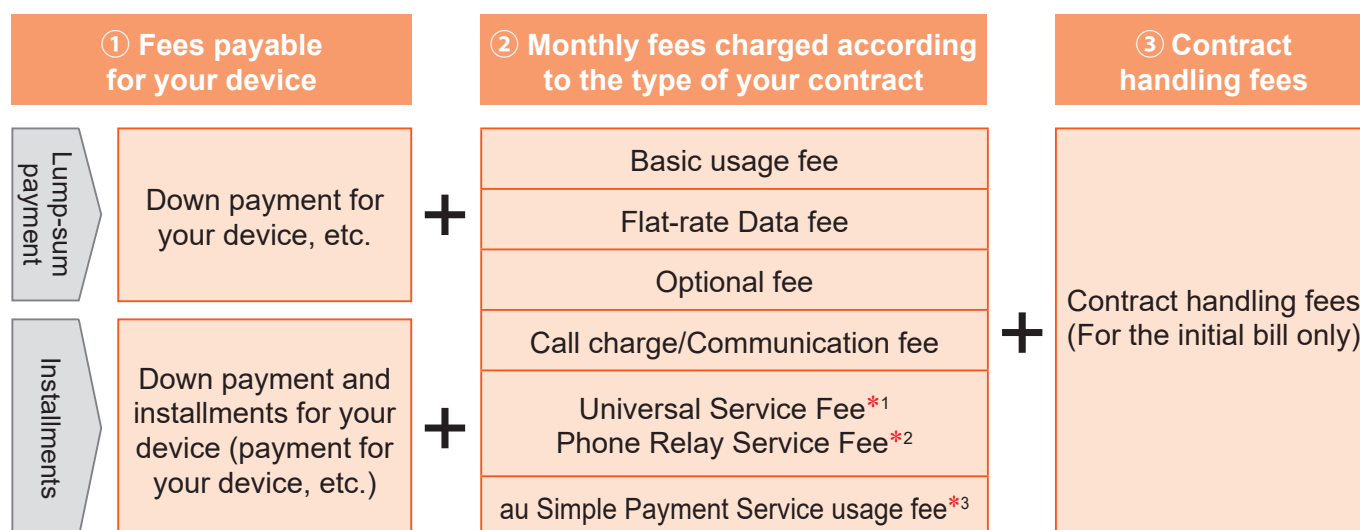 ① Fees payable
for your device
② Monthly fees charged according
to the type of your contract
③ Contract
handling fees
Lump-sum
payment
Down payment for
your device, etc.
+
Basic usage fee
Flat-rate Data fee
Optional fee
Call charge/Communication fee
Universal Service Fee*1
Phone Relay Service Fee*2
au Simple Payment Service usage fee*3
Installments
Down payment and
installments for your
device (payment for
your device, etc.)
+
+
Contract handling fees
(For the initial bill only)